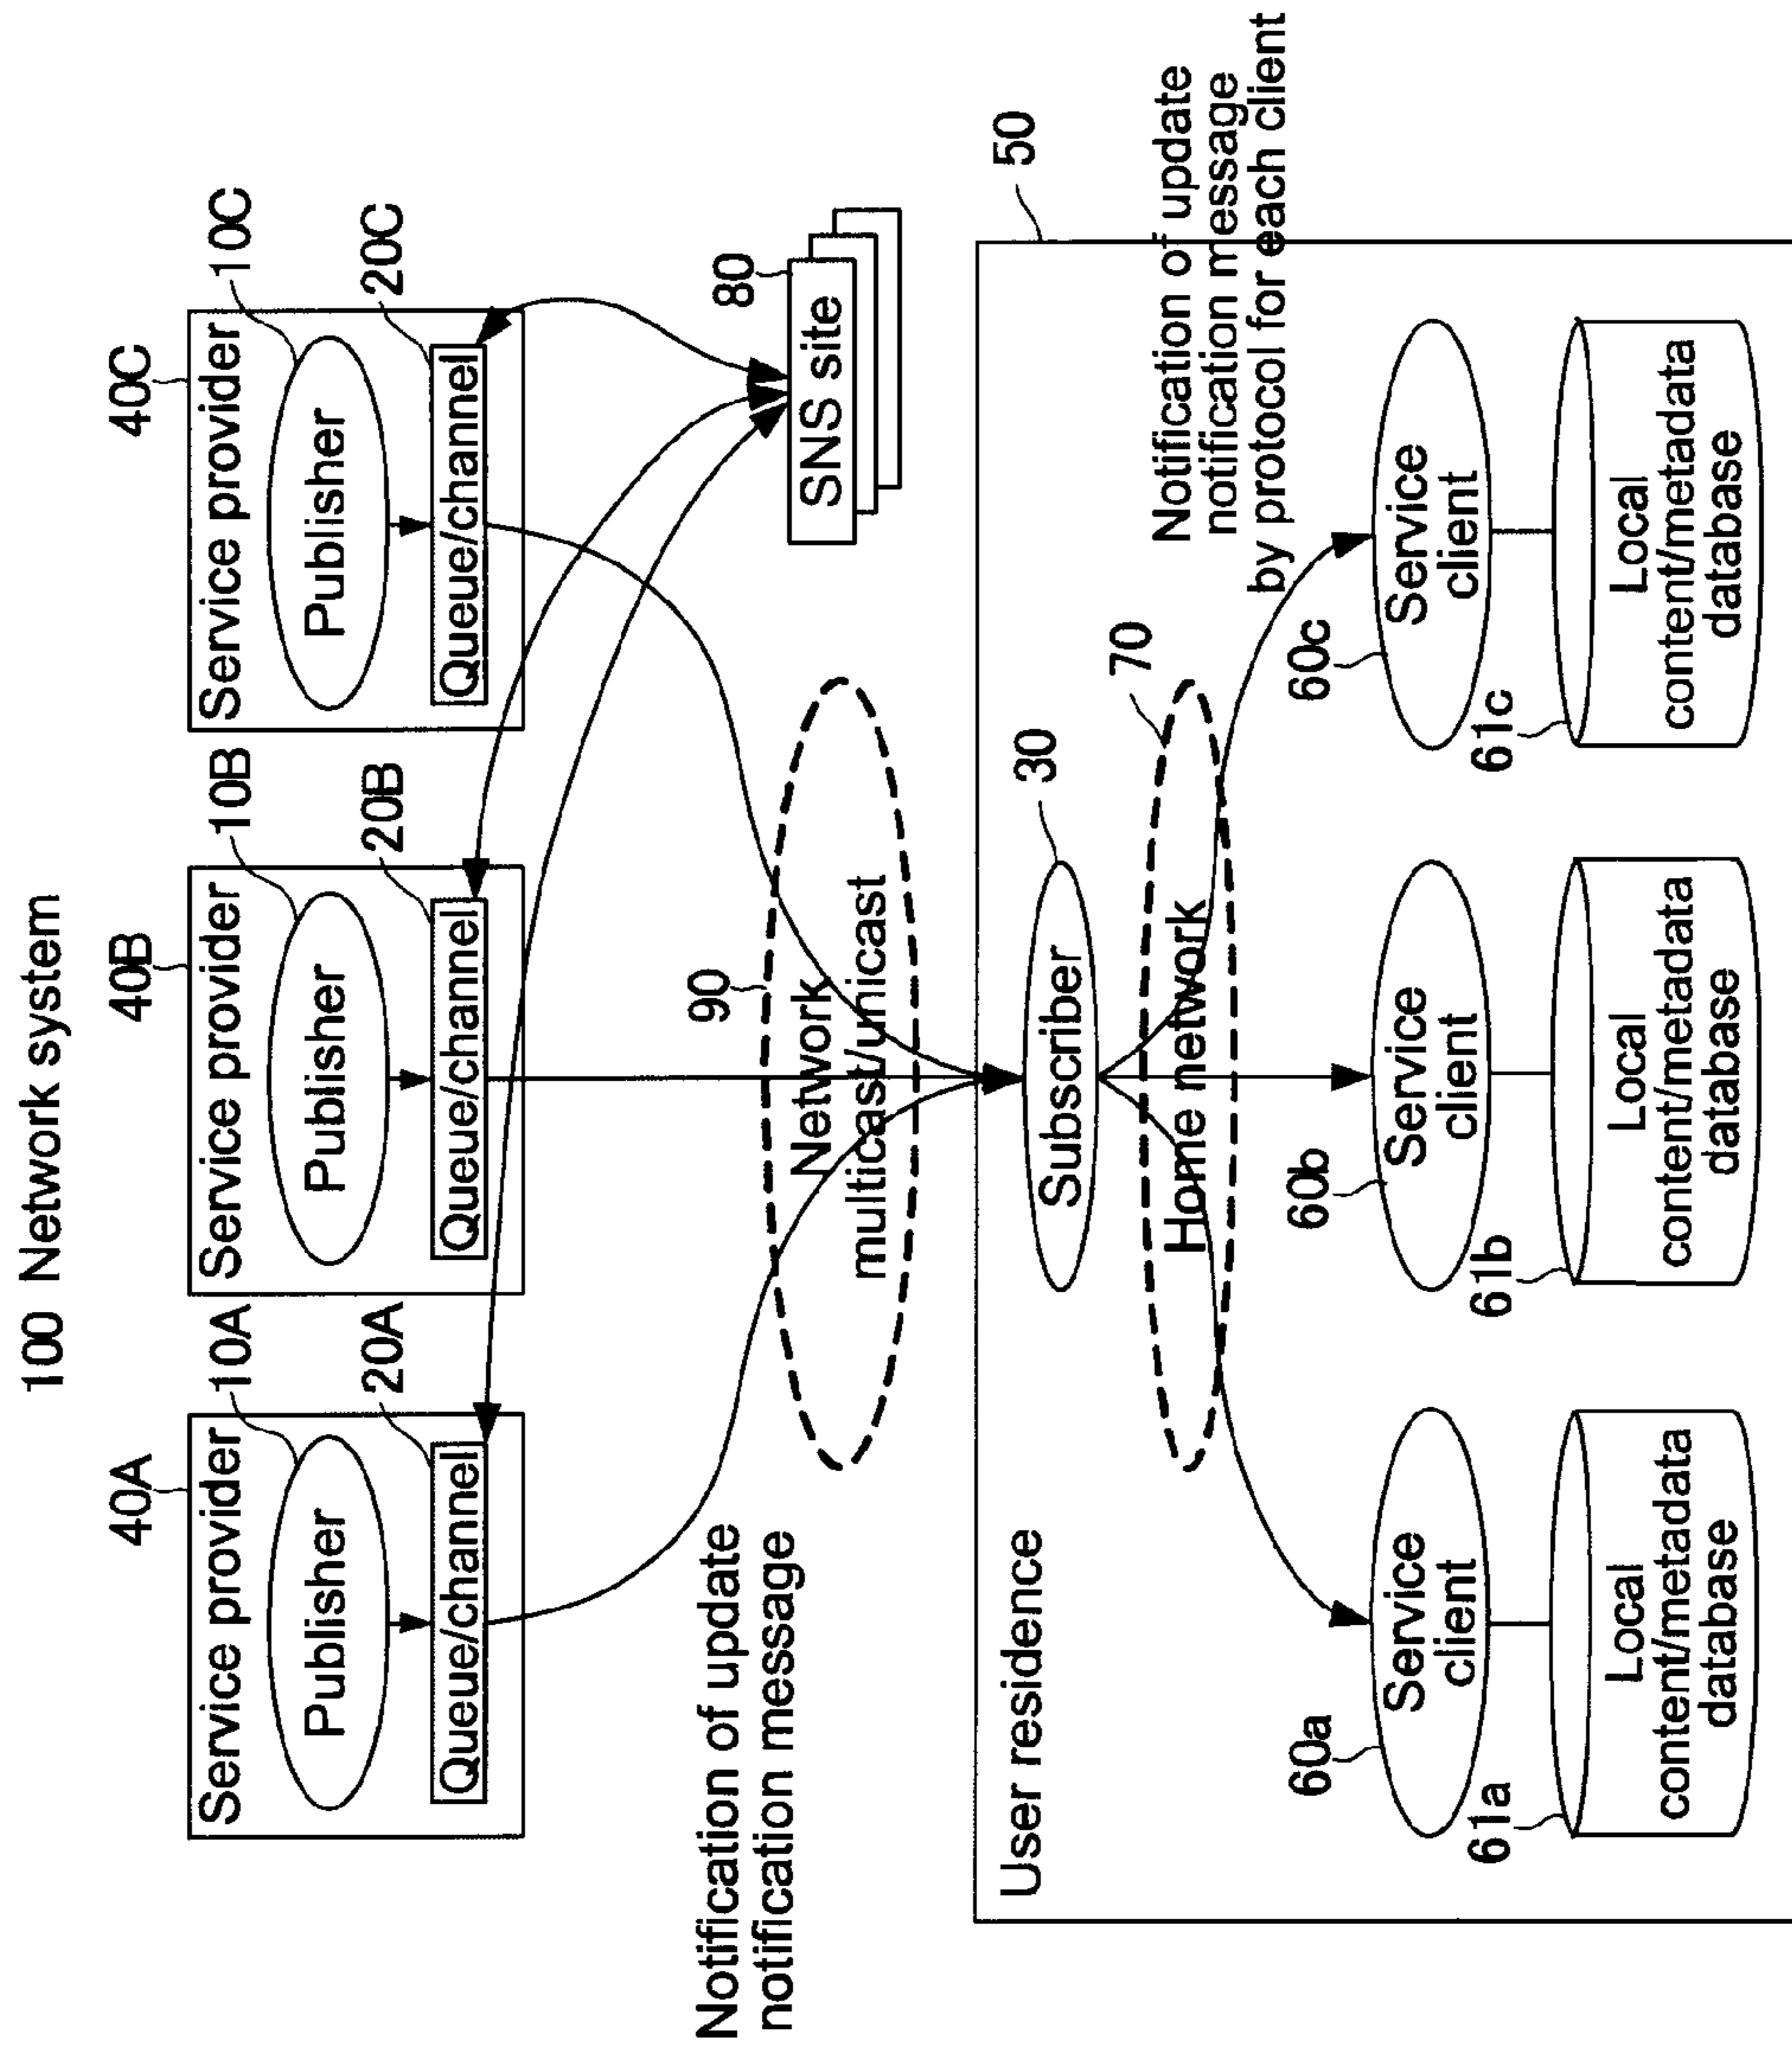 100 Network system
40A
40B
40C
Service provider
Service provider
Service provider
10A
10B
10C
Publisher
Publisher
Publisher
20A
20B
20C
Queue/channel
Queue/channel
Queue/channel
Notification of update
notification message
90
Network
multicast/unicast
80
SNS site
50
User residence
30
Subscriber
70
Home network
Notification of update
notification message
by protocol for each client
60a
60b
60c
Service
client
Service
client
Service
client
61a
61b
61c
Local
content/metadata
database
Local
content/metadata
database
Local
content/metadata
database